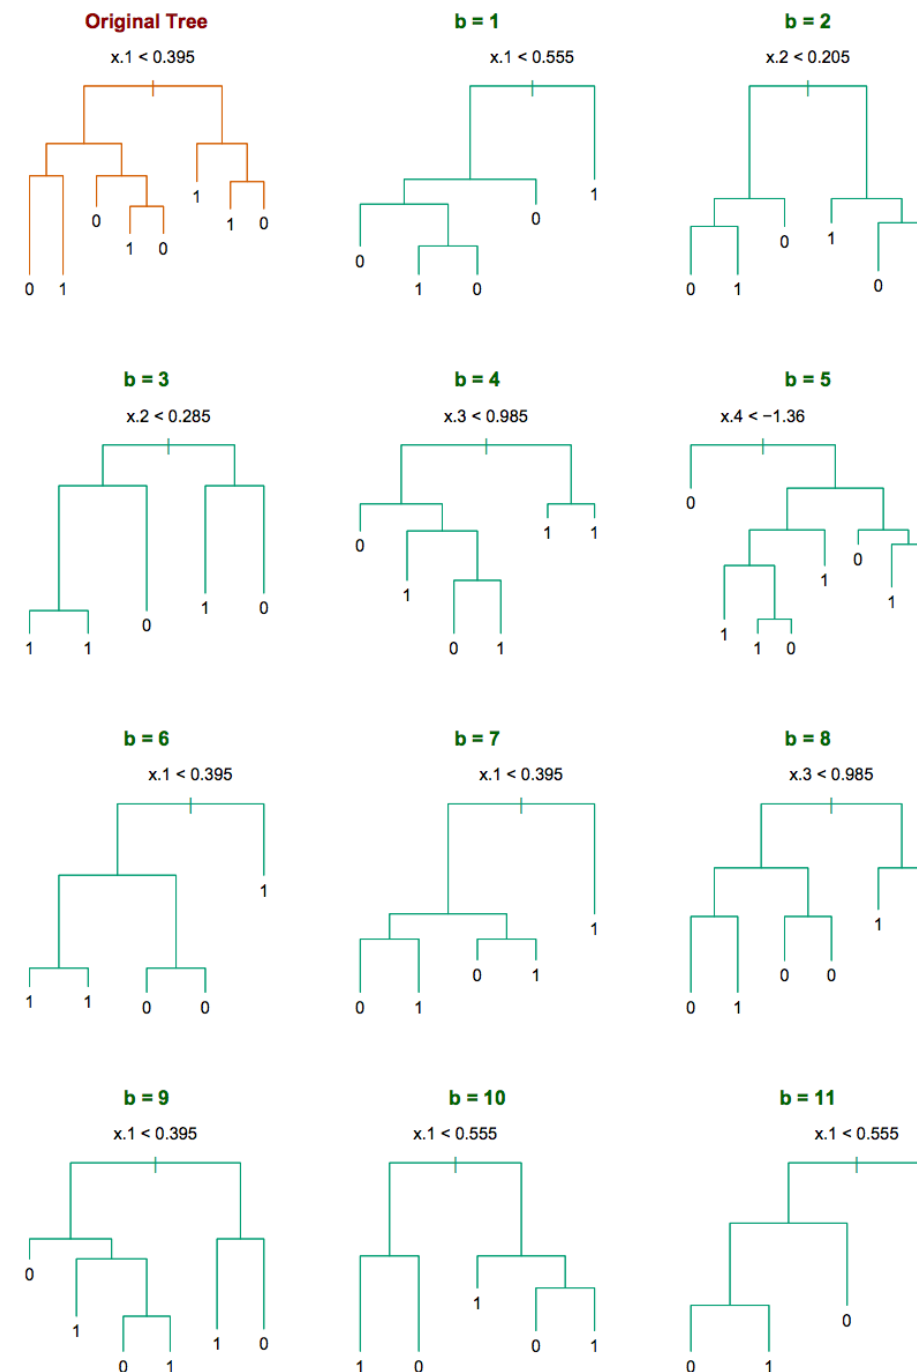 Original Tree b = 1 b = 2
x.1 < 0.395 x.1 < 0.555 x.2 < 0.205
1 1
0 0 1 0 0 0 1
1 0 0
0 1 1 0 0 1 0
b = 3 b = 4 b = 5
x.2 < 0.285 x.3 < 0.985 x.4 < −1.36
0
0 1 1 0
1 1
1 0 1 1
0
1 1 0 1 1 1 0
b = 6 b = 7 b = 8
x.1 < 0.395 x.1 < 0.395 x.3 < 0.985
1
1 1
0 1 0 0
1 1 0 0 0 1 0 1
b = 9 b = 10 b = 11
x.1 < 0.395 x.1 < 0.555 x.1 < 0.555
0
1 1 0 1 0
0 1
0 1 1 0 0 1